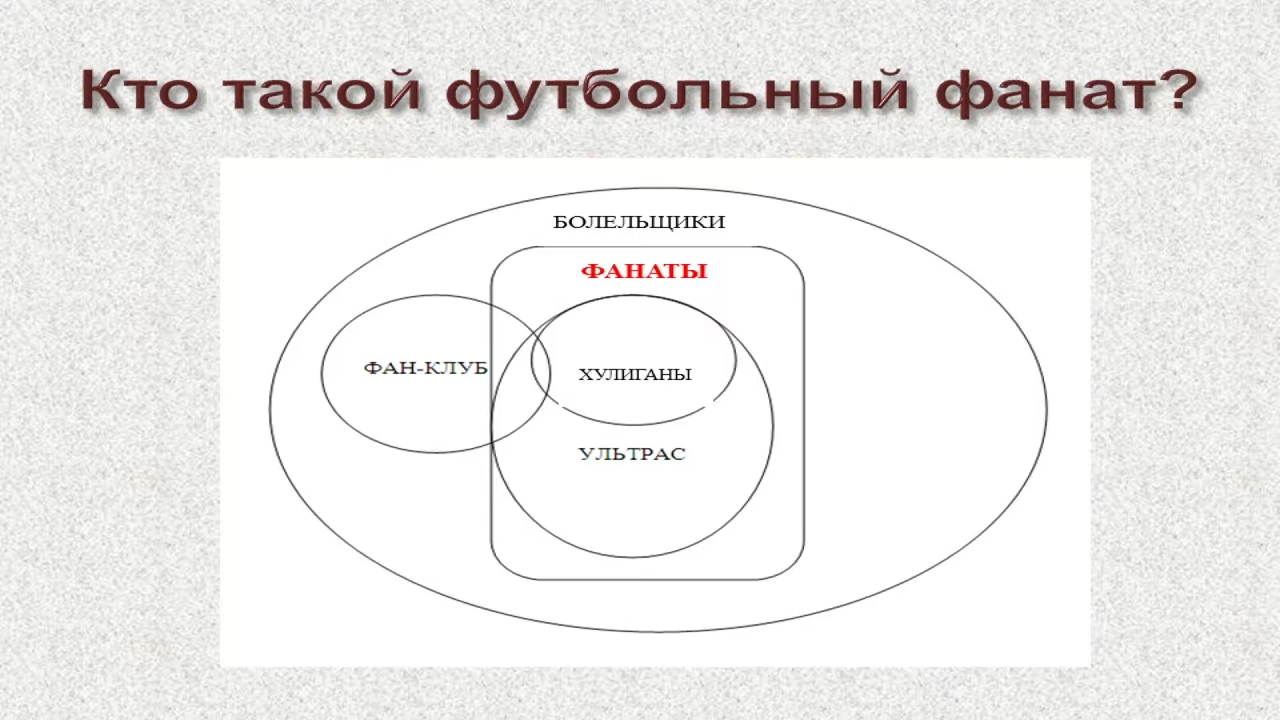 Кто такой футбольный фанат?
БОЛЕЛЬЩИКИ
ФАНАТЫ
ФАН-КЛУБ
ХУЛИГАНЫ
УЛЬТРАС